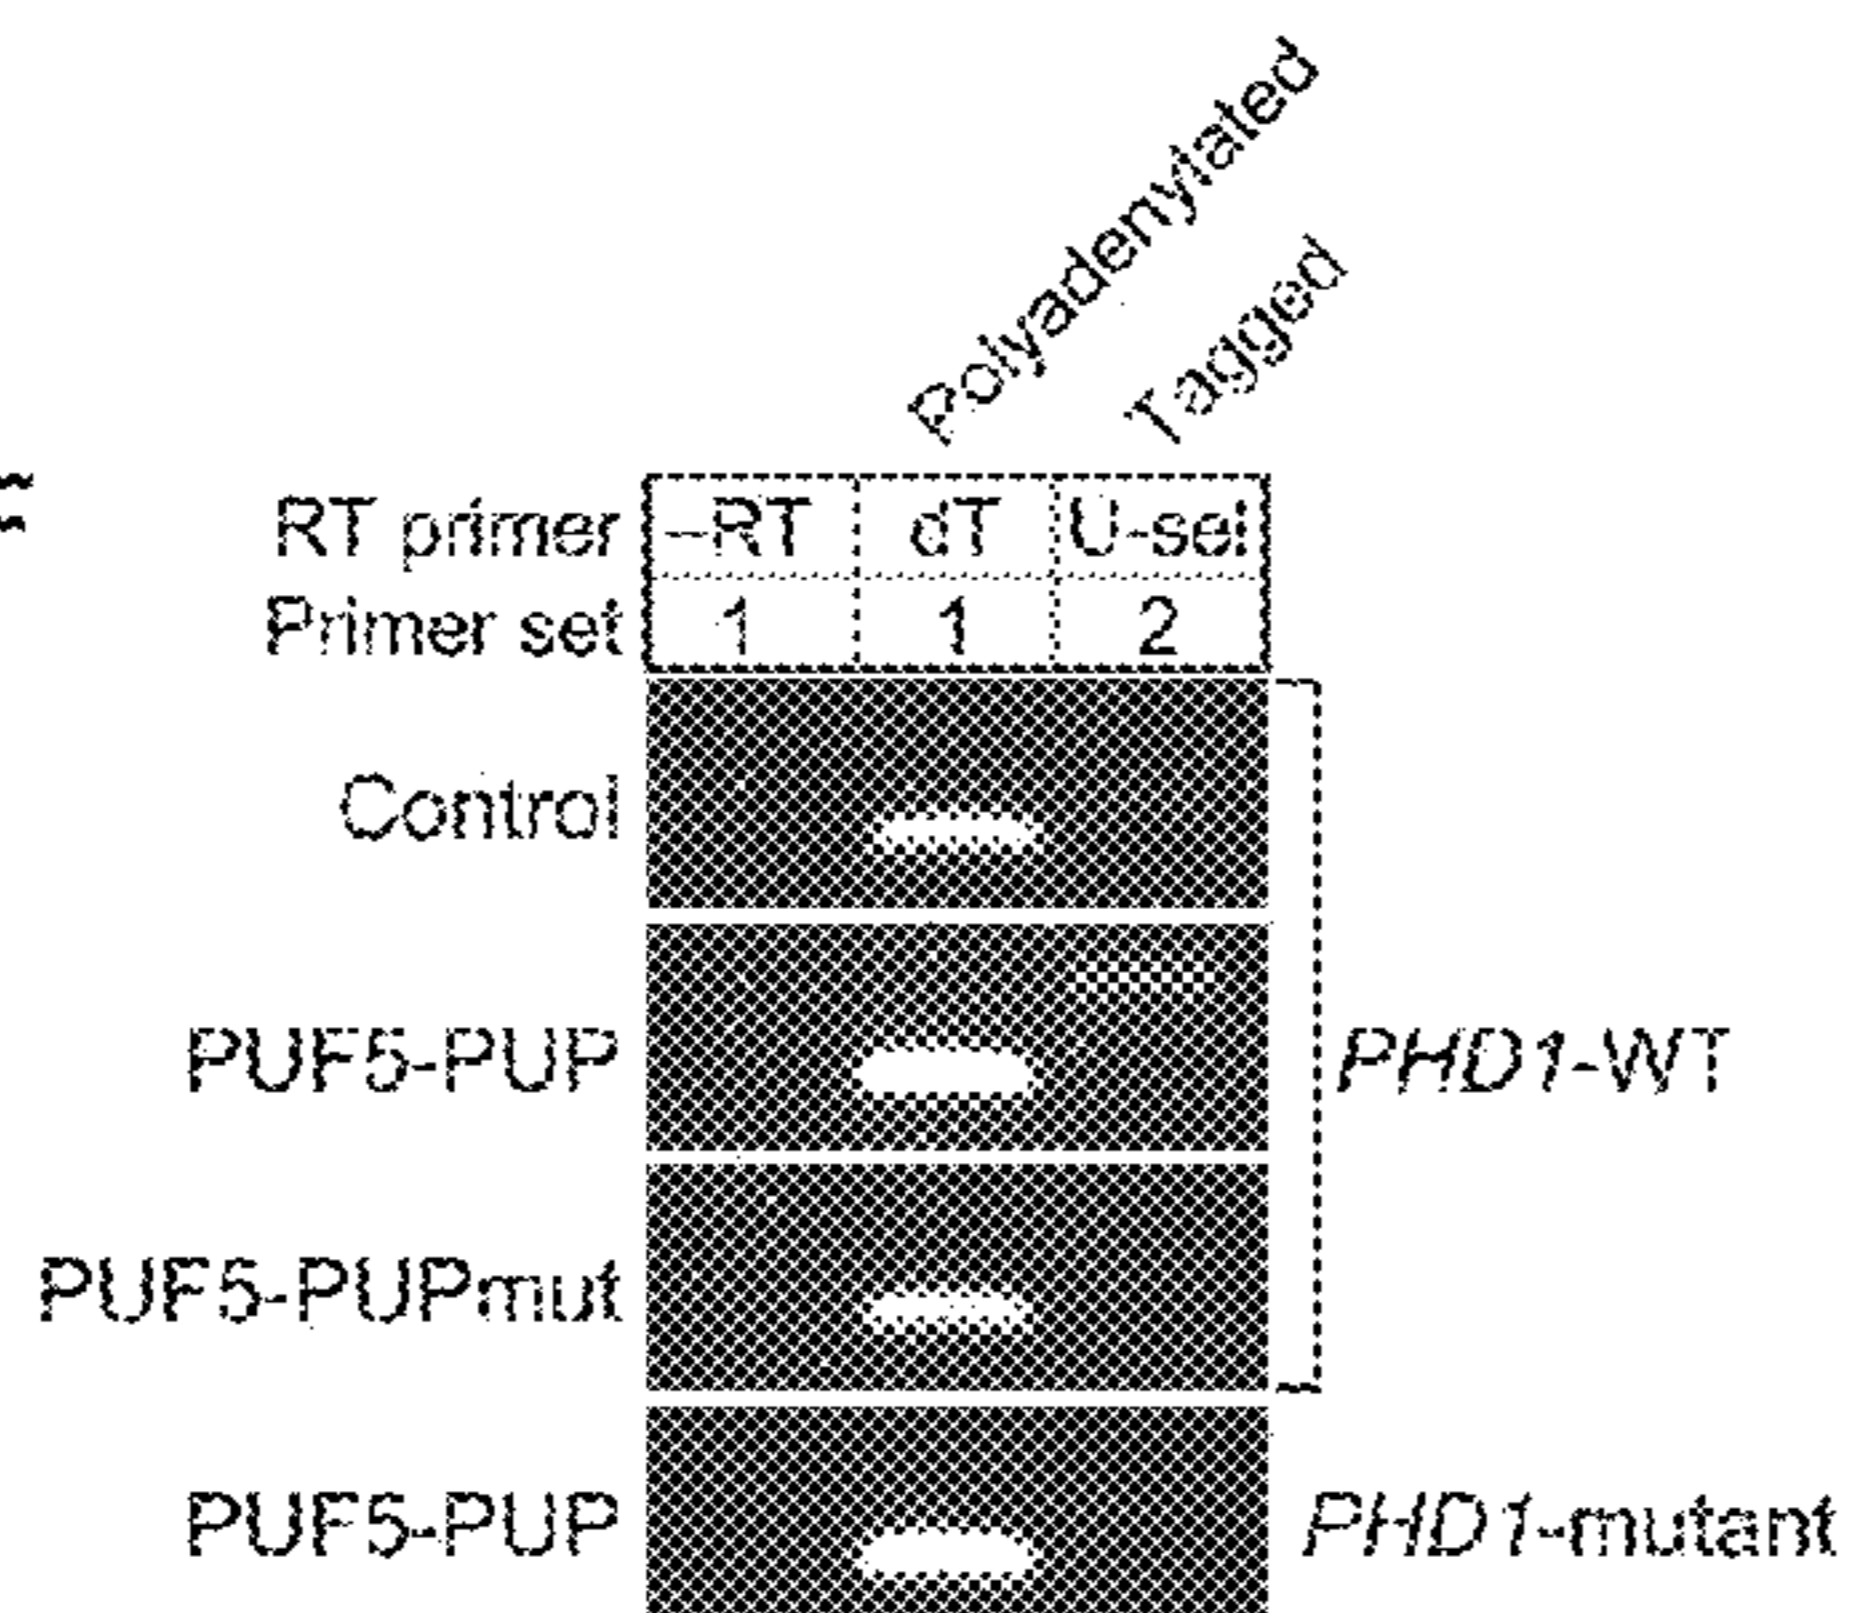 Polyadenylated
Tagged
RT primer –RT dT U-sel
Primer set 1 1 2
Control
PUF5-PUP
PHD1-WT
PUF5-PUPmut
PUF5-PUP PHD1-mutant